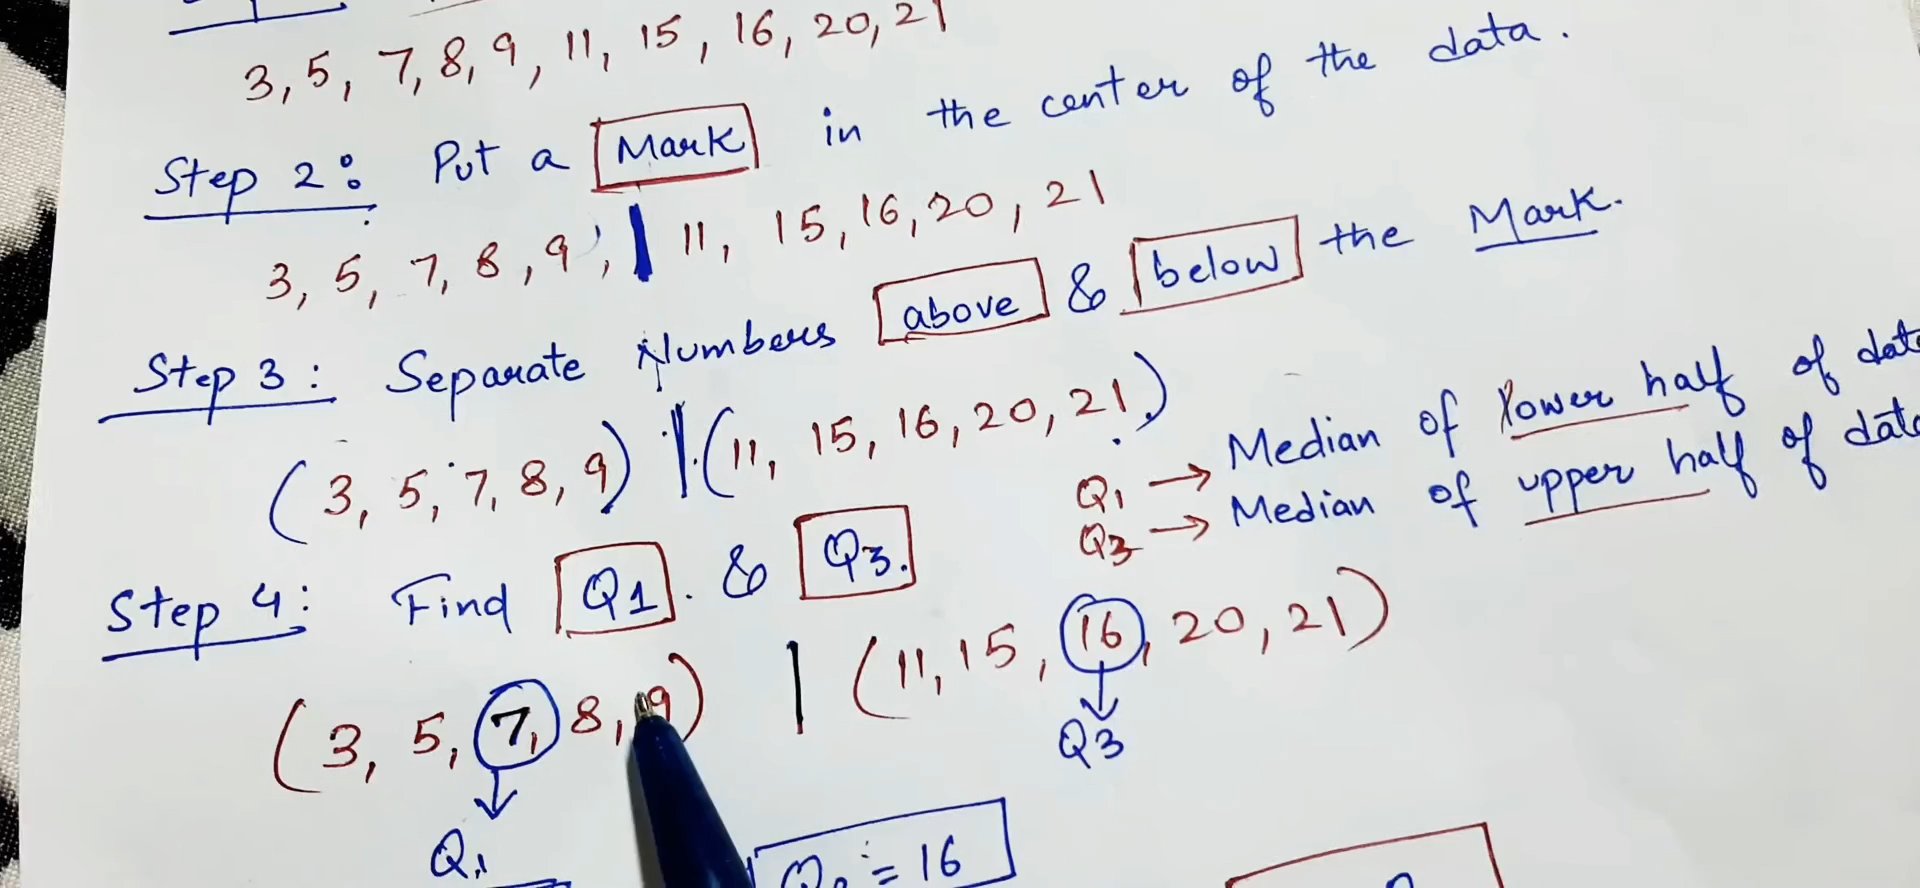 3, 5, 7, 8, 9, 11, 15, 16, 20, 21
Step 2: Put a Mark in the center of the data.
3, 5, 7, 8, 9, | 11, 15, 16, 20, 21
Step 3: Separate Numbers above & below the Mark.
(3, 5, 7, 8, 9) | (11, 15, 16, 20, 21)
Q1 → Median of lower half of dat
Q3 → Median of upper half of dat
Step 4: Find Q1 & Q3.
(3, 5, 7, 8, 9) | (11, 15, 16, 20, 21)
Q3
Q1
= 16